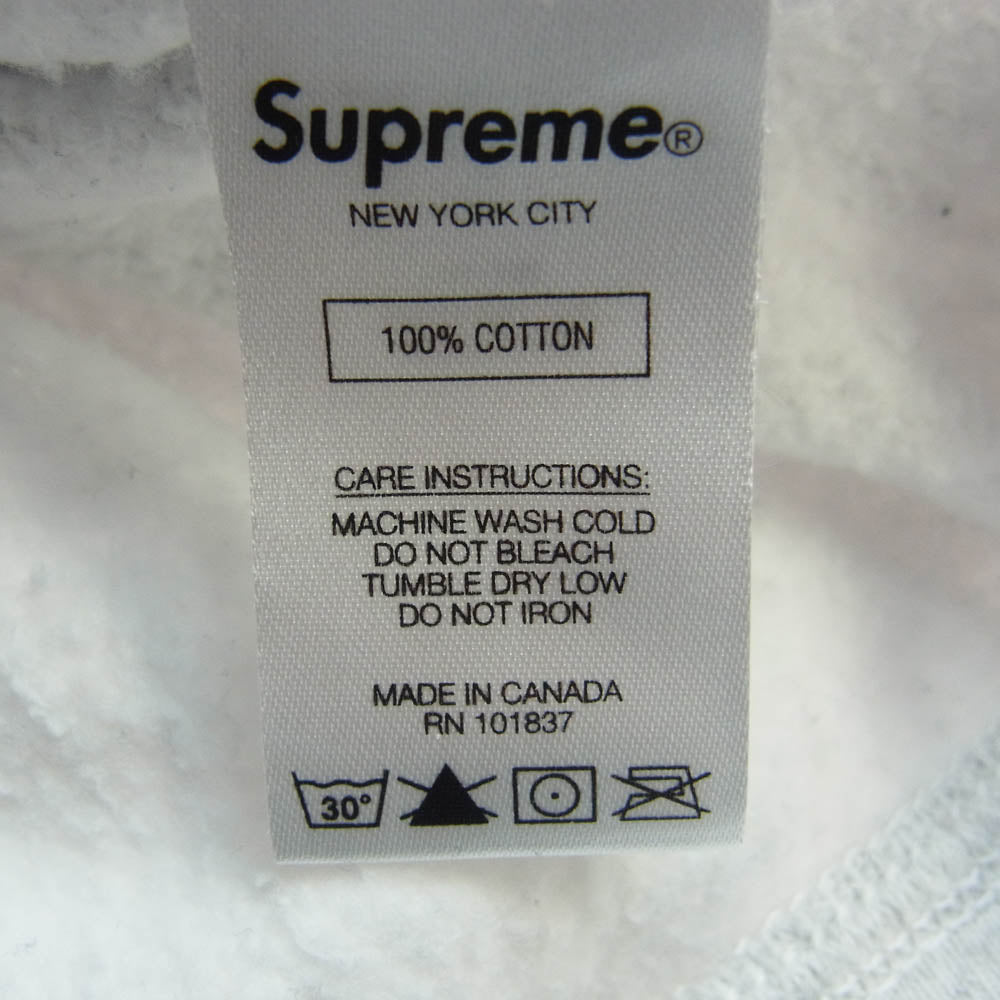 Supreme®
NEW YORK CITY
100% COTTON
CARE INSTRUCTIONS:
MACHINE WASH COLD
DO NOT BLEACH
TUMBLE DRY LOW
DO NOT IRON
MADE IN CANADA
RN 101837
30°